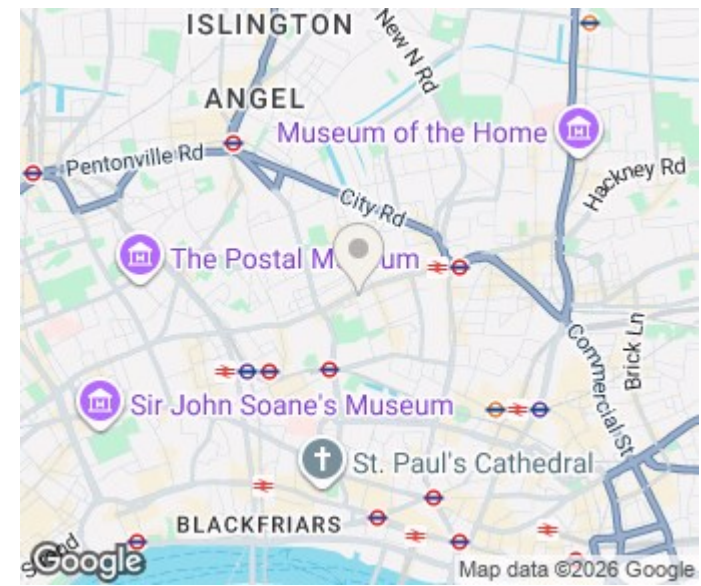 ISLINGTON
New N Rd
ANGEL
Museum of the Home
Pentonville Rd
Hackney Rd
City Rd
The Postal M um
Commercial St
Brick Ln
Sir John Soane's Museum
St. Paul's Cathedral
BLACKFRIARS
Google
Map data ©2026 Google